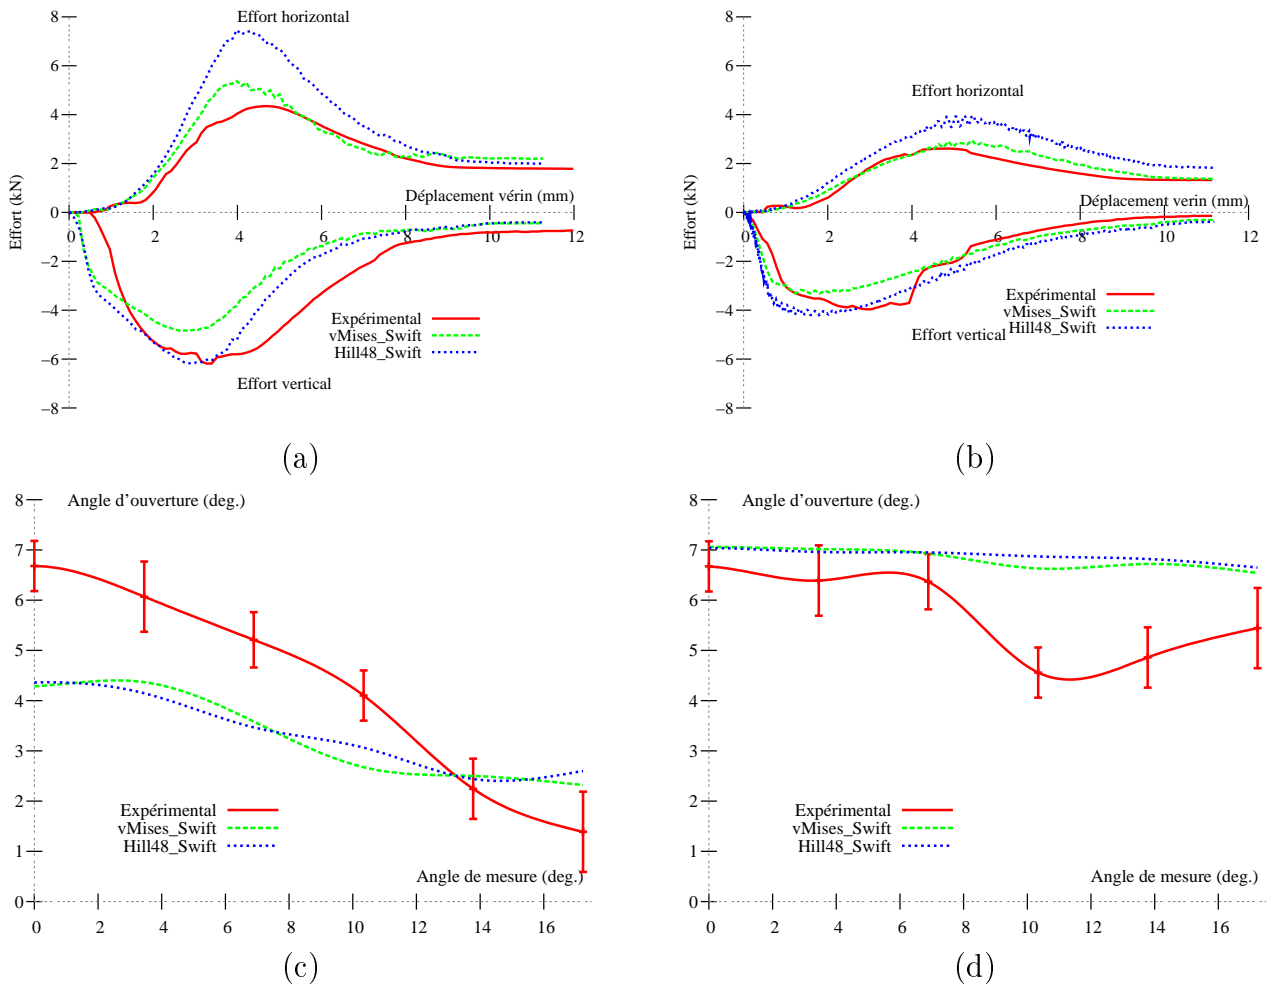 8
Effort horizontal
6
4
2
Déplacement vérin (mm)
0
0 2 4 6 8 10 12
Effort (kN)
−2
−4
Expérimental
vMises_Swift
Hill48_Swift
−6
Effort vertical
−8
(a)
8
6
Effort horizontal
4
2
Déplacement verin (mm)
0
0 2 4 6 8 10 12
Effort (kN)
−2
−4
Expérimental
vMises_Swift
Effort vertical
Hill48_Swift
−6
−8
(b)
8
Angle d’ouverture (deg.)
7
6
5
4
3
2
Expérimental
vMises_Swift
Hill48_Swift
1
Angle de mesure (deg.)
0
0 2 4 6 8 10 12 14 16
(c)
8
Angle d’ouverture (deg.)
7
6
5
4
3
2
Expérimental
vMises_Swift
Hill48_Swift
1
Angle de mesure (deg.)
0
0 2 4 6 8 10 12 14 16
(d)